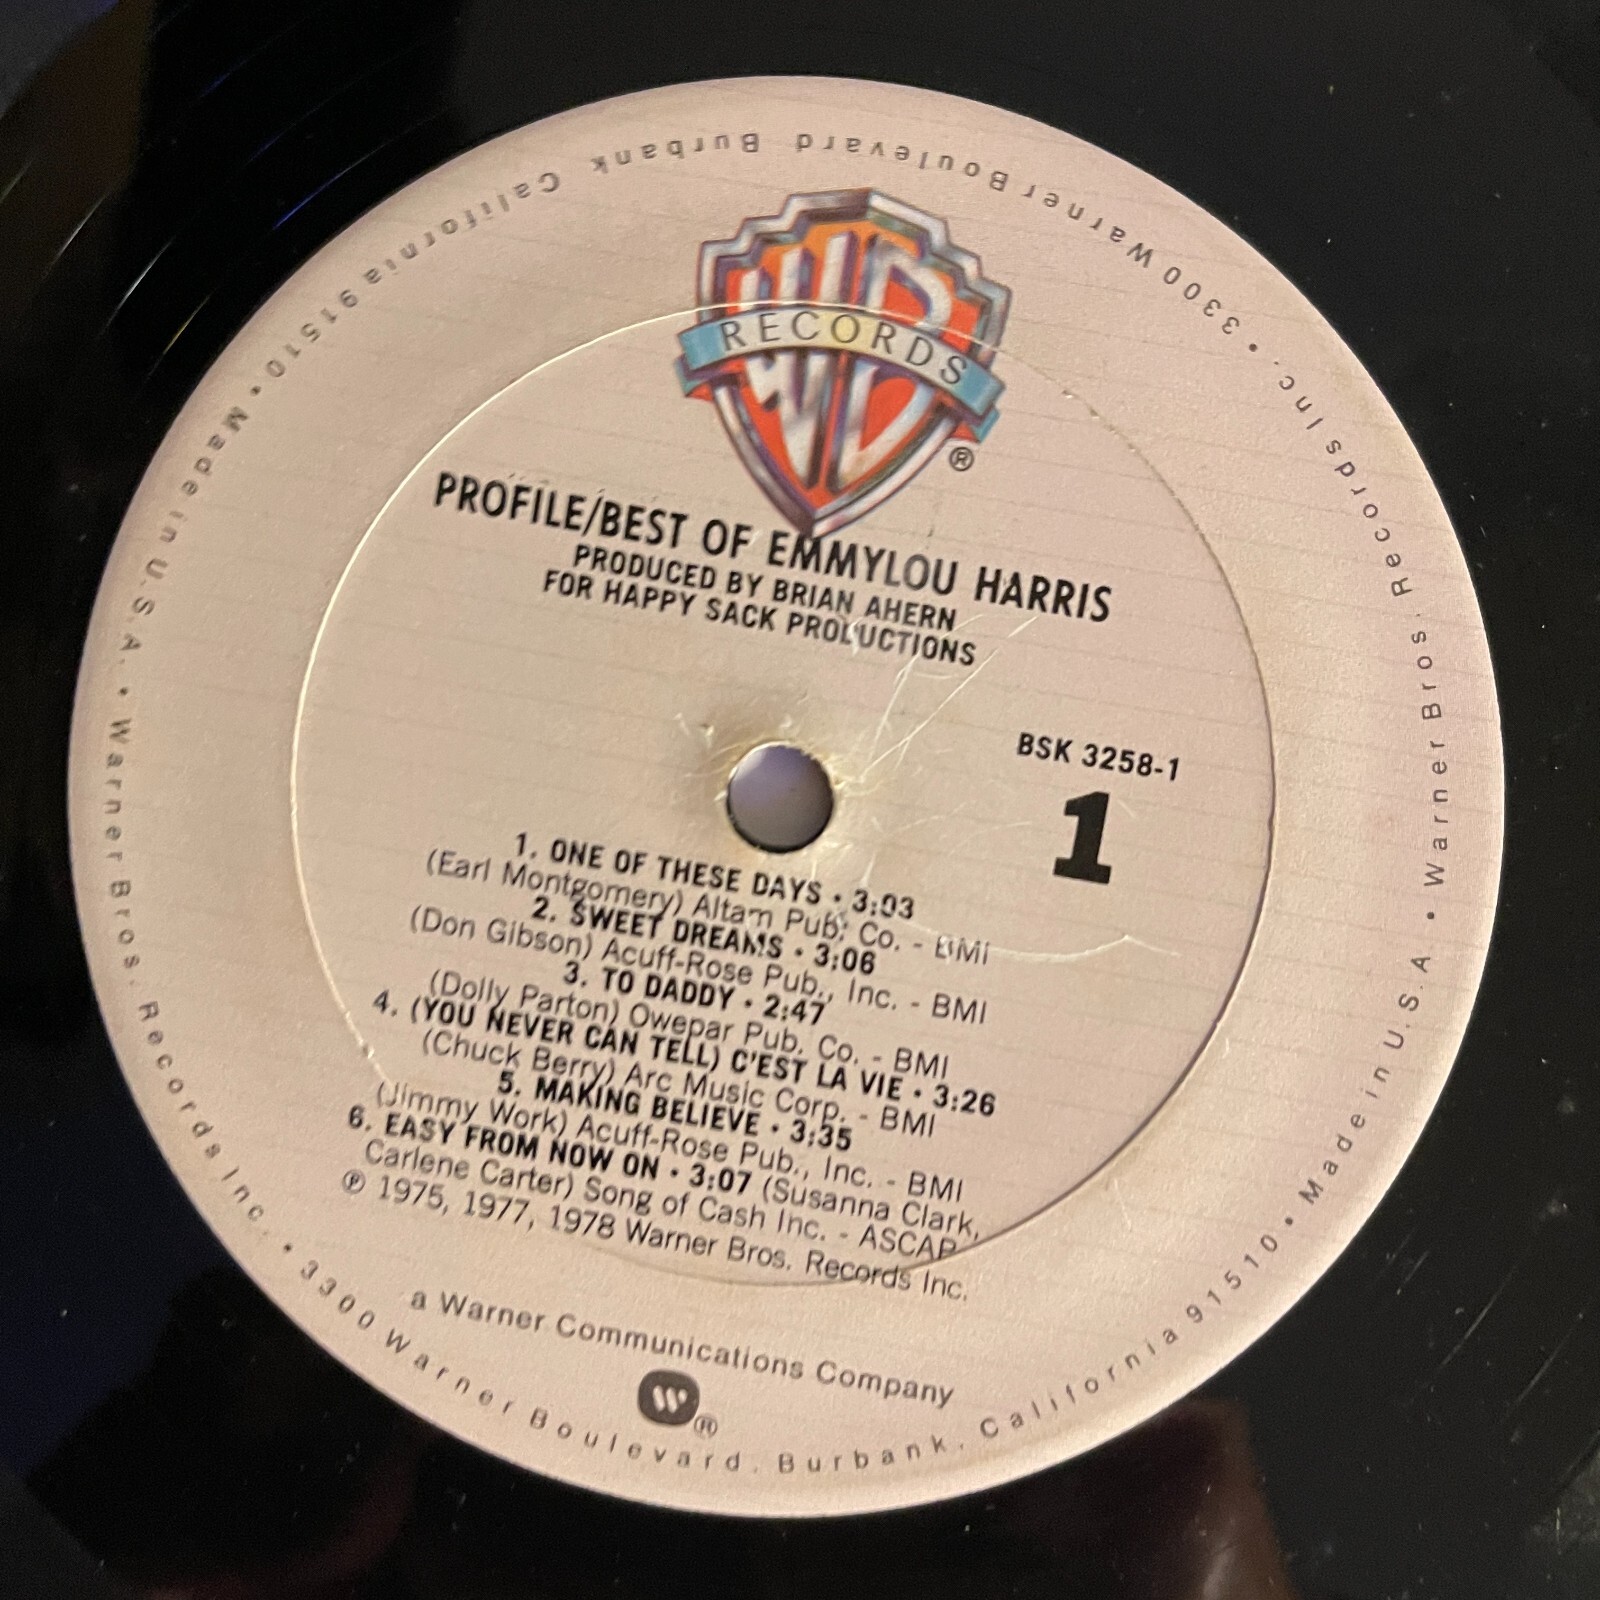 RECORDS
®
PROFILE/BEST OF EMMYLOU HARRIS
PRODUCED BY BRIAN AHERN
FOR HAPPY SACK PRODUCTIONS
BSK 3258-1
1
1. ONE OF THESE DAYS • 3:03
(Earl Montgomery) Altam Pub. Co. - BMI
2. SWEET DREAMS • 3:06
(Don Gibson) Acuff-Rose Pub., Inc. - BMI
3. TO DADDY • 2:47
(Dolly Parton) Owepar Pub. Co. - BMI
4. (YOU NEVER CAN TELL) C'EST LA VIE • 3:26
(Chuck Berry) Arc Music Corp. - BMI
5. MAKING BELIEVE • 3:35
(Jimmy Work) Acuff-Rose Pub., Inc. - BMI
6. EASY FROM NOW ON • 3:07 (Susanna Clark,
Carlene Carter) Song of Cash Inc. - ASCAP
℗ 1975, 1977, 1978 Warner Bros. Records Inc.
a Warner Communications Company
W®
Warner Bros. Records Inc. • 3300 Warner Boulevard, Burbank, California 91510 • Made in U.S.A • Warner Bros. Records Inc. • 3300 Warner Boulevard Burbank California 91510 • Made in U.S.A. •